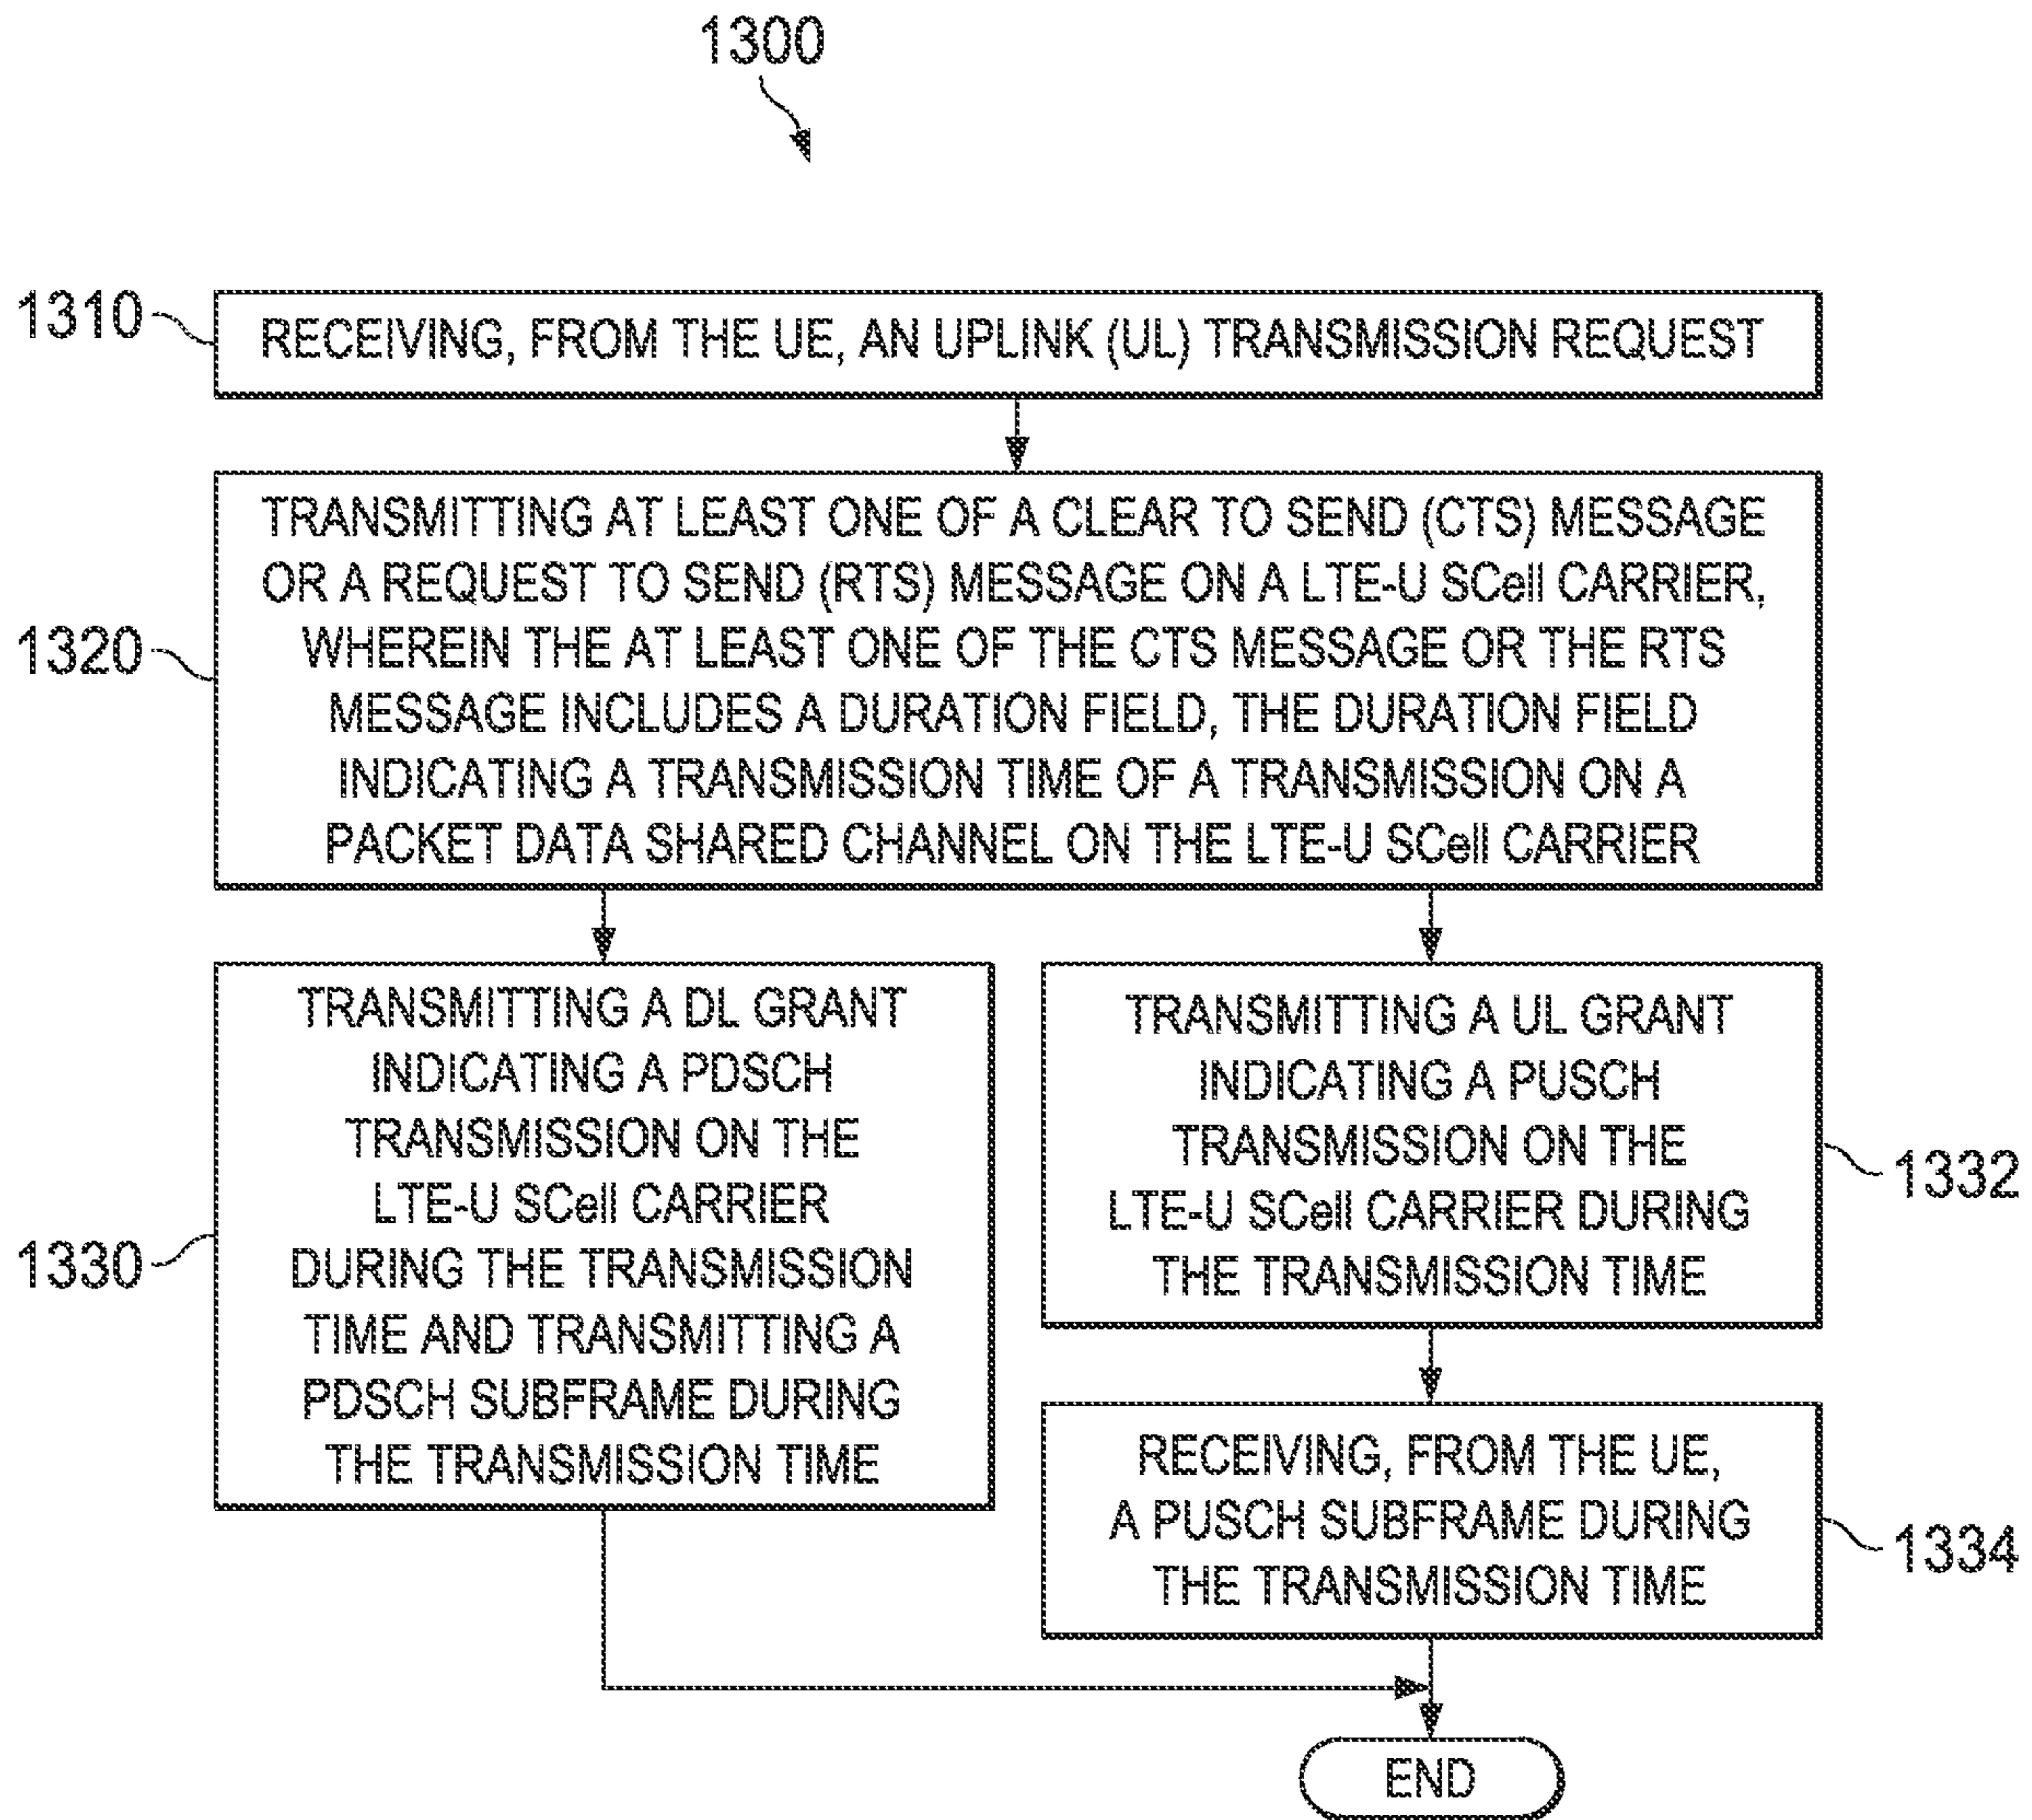 1300
1310
RECEIVING, FROM THE UE, AN UPLINK (UL) TRANSMISSION REQUEST
1320
TRANSMITTING AT LEAST ONE OF A CLEAR TO SEND (CTS) MESSAGE
OR A REQUEST TO SEND (RTS) MESSAGE ON A LTE-U SCell CARRIER,
WHEREIN THE AT LEAST ONE OF THE CTS MESSAGE OR THE RTS
MESSAGE INCLUDES A DURATION FIELD, THE DURATION FIELD
INDICATING A TRANSMISSION TIME OF A TRANSMISSION ON A
PACKET DATA SHARED CHANNEL ON THE LTE-U SCell CARRIER
1330
TRANSMITTING A DL GRANT
INDICATING A PDSCH
TRANSMISSION ON THE
LTE-U SCell CARRIER
DURING THE TRANSMISSION
TIME AND TRANSMITTING A
PDSCH SUBFRAME DURING
THE TRANSMISSION TIME
TRANSMITTING A UL GRANT
INDICATING A PUSCH
TRANSMISSION ON THE
LTE-U SCell CARRIER DURING
THE TRANSMISSION TIME
1332
RECEIVING, FROM THE UE,
A PUSCH SUBFRAME DURING
THE TRANSMISSION TIME
1334
END